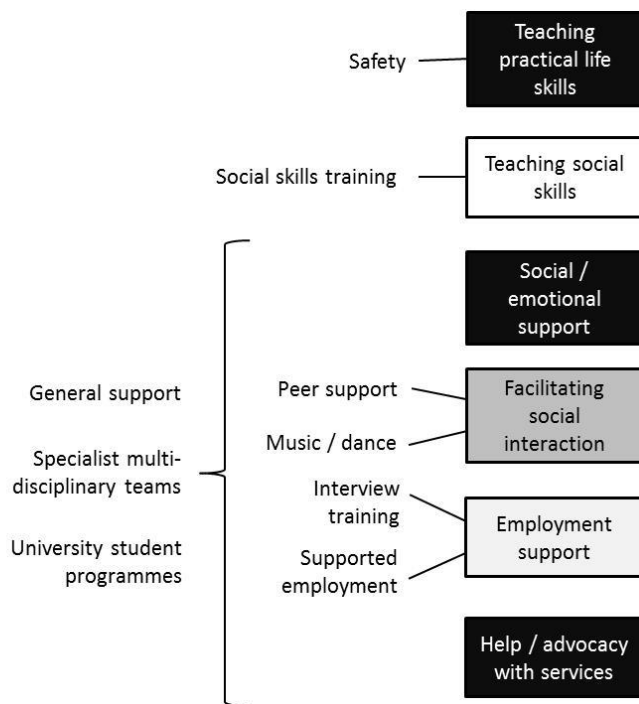 Safety
Teaching
practical life
skills
Social skills training
Teaching social
skills
Social /
emotional
support
General support
Specialist multi-
disciplinary teams
University student
programmes
Peer support
Music / dance
Facilitating
social
interaction
Interview
training
Supported
employment
Employment
support
Help / advocacy
with services